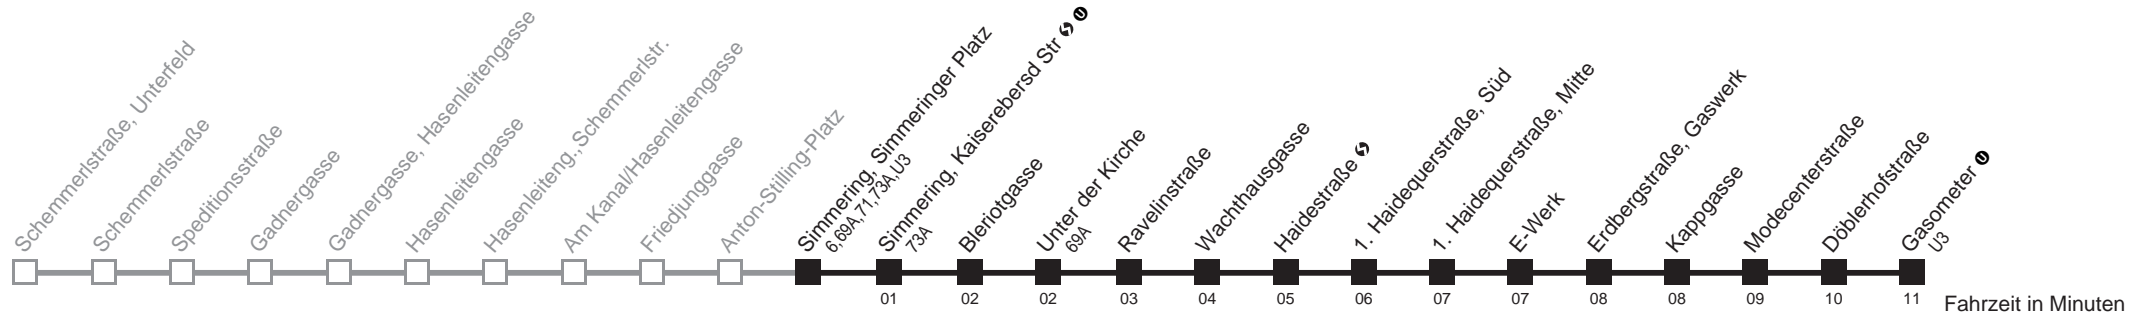 Schemmerlstraße, Unterfeld
Schemmerlstraße
Speditionsstraße
Gadnergasse
Gadnergasse, Hasenleitengasse
Hasenleitengasse
Hasenleiteng.,Schemmerlstr.
Am Kanal/Hasenleitengasse
Friedjunggasse
Anton-Stilling-Platz
Simmering, Simmeringer Platz
6,69A,71,73A,U3
Simmering, Kaiserebersd Str S U
73A
Bleriotgasse
Unter der Kirche
69A
Ravelinstraße
Wachthausgasse
Haidestraße S
1. Haidequerstraße, Süd
1. Haidequerstraße, Mitte
E-Werk
Erdbergstraße, Gaswerk
Kappgasse
Modecenterstraße
Döblerhofstraße
Gasometer U
U3
01 02 02 03 04 05 06 07 07 08 08 09 10 11 Fahrzeit in Minuten